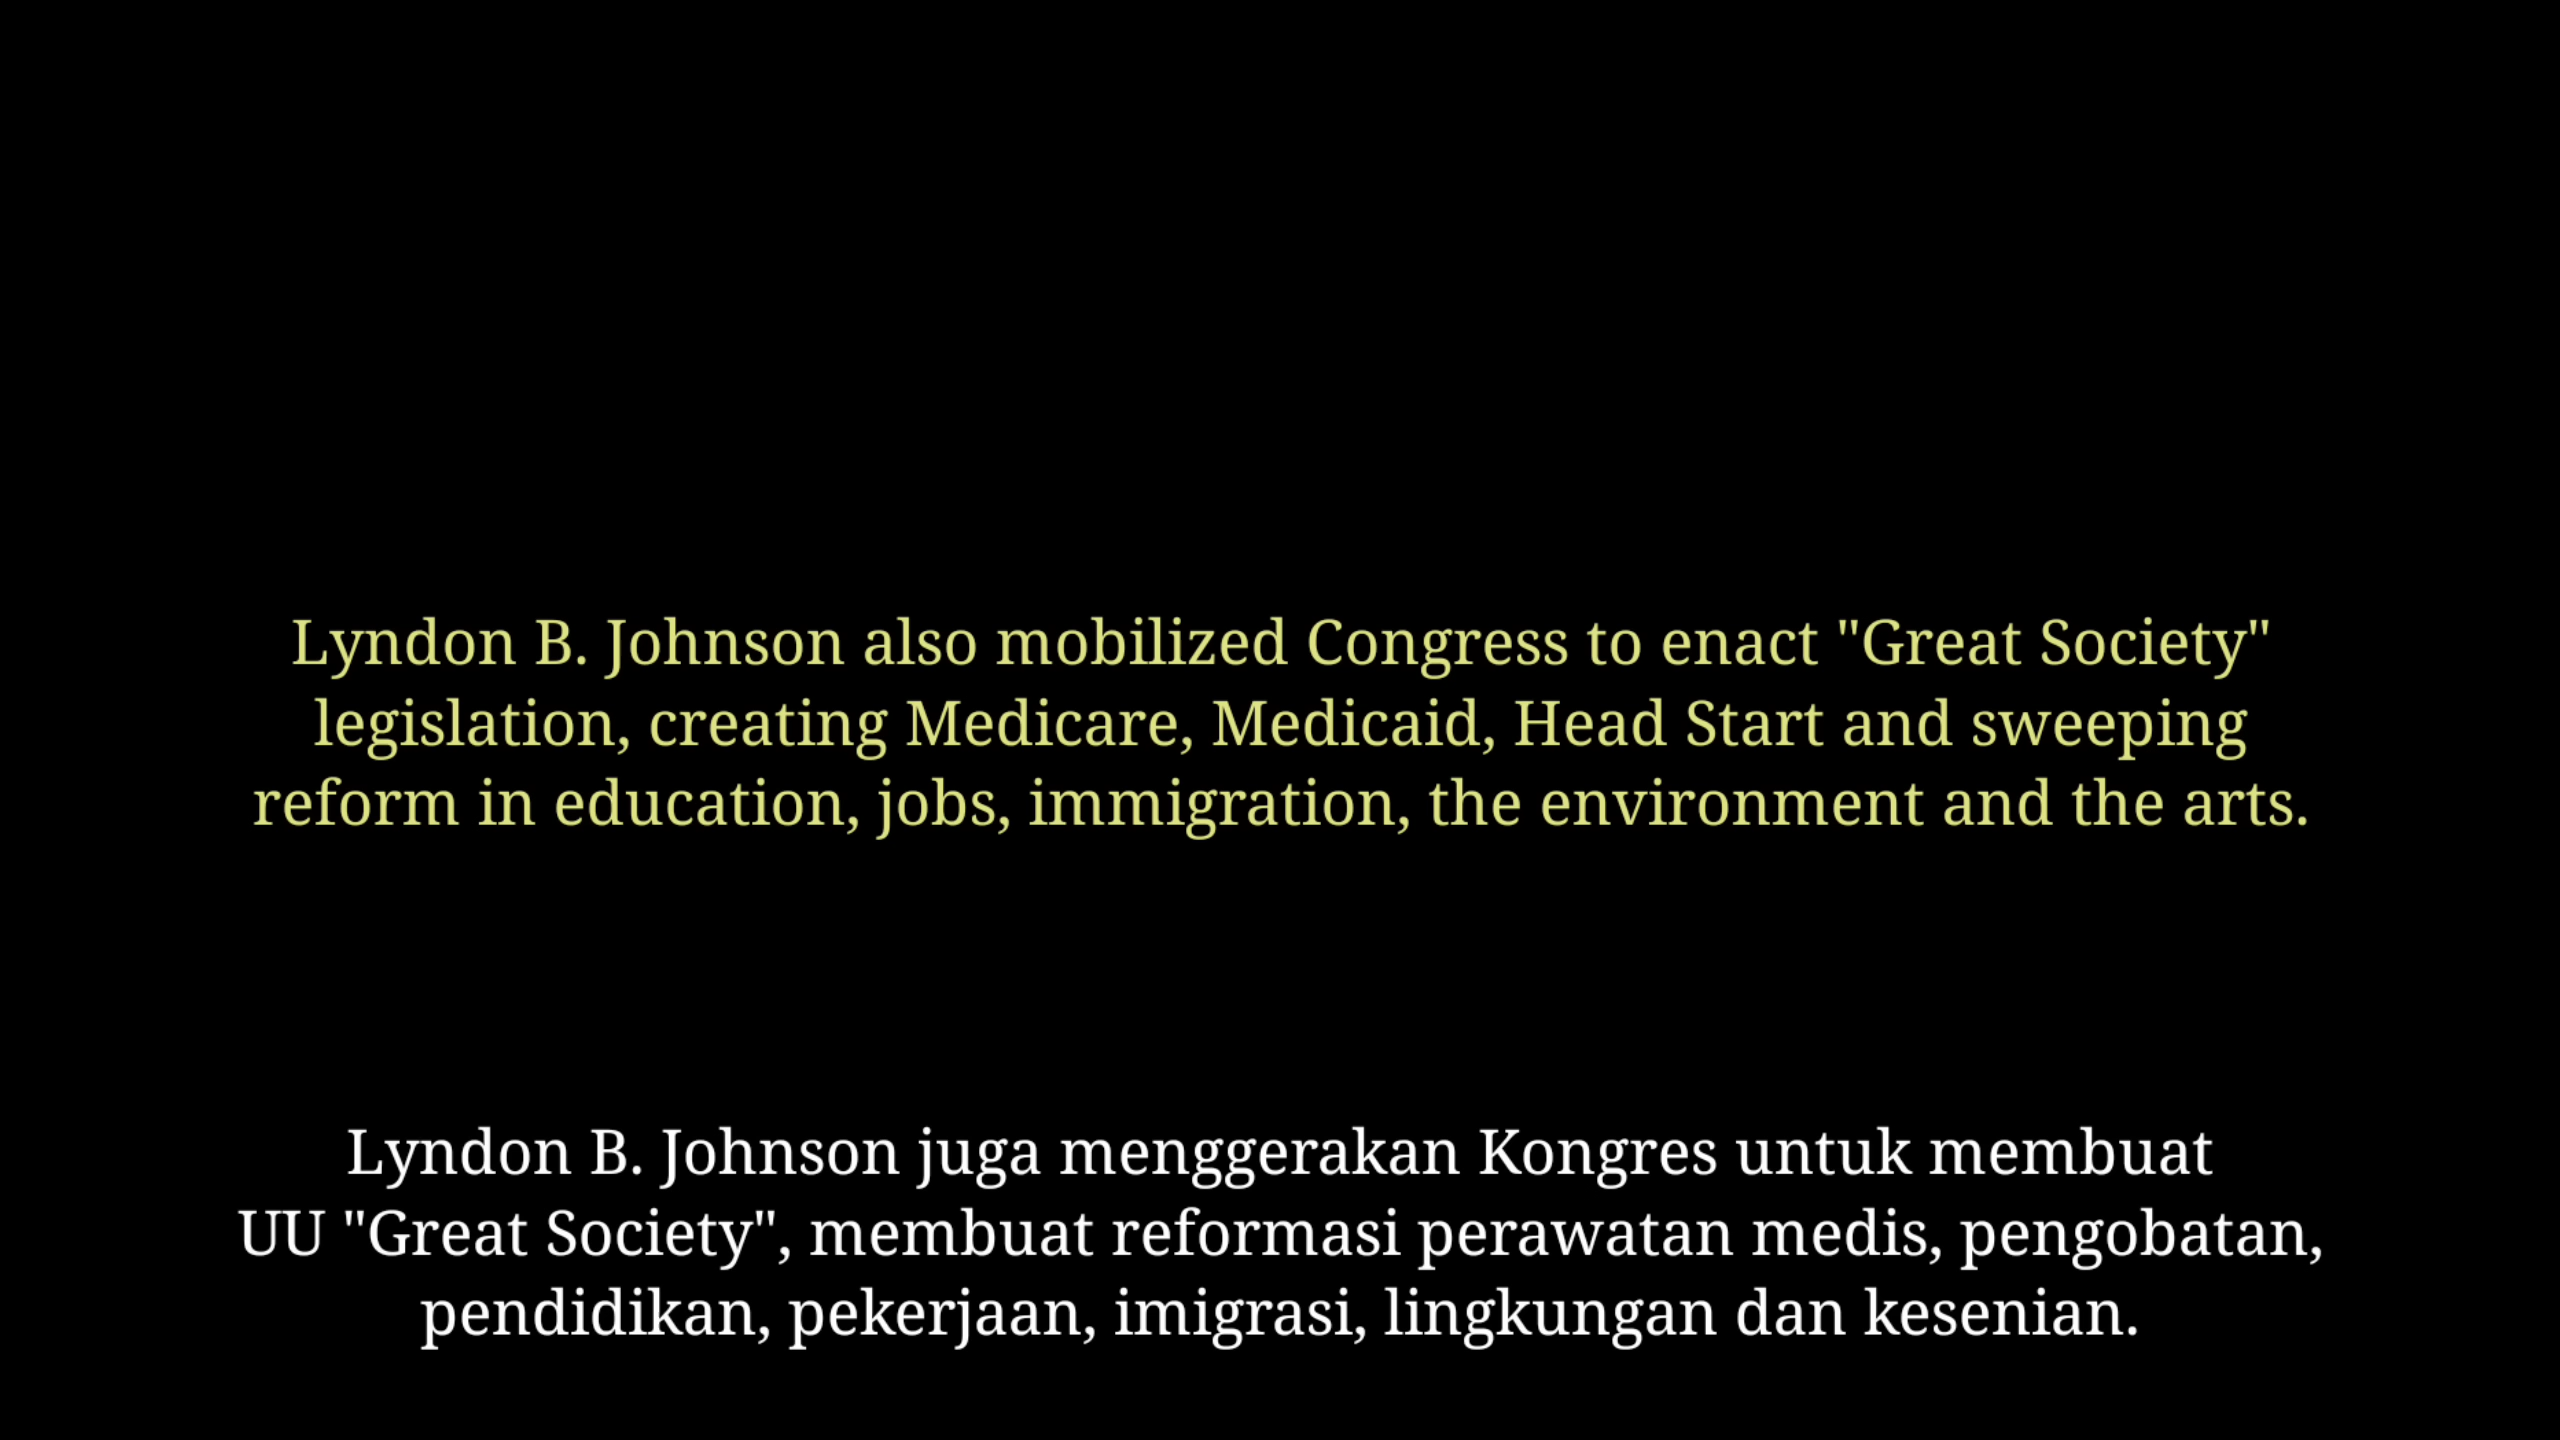 Lyndon B. Johnson also mobilized Congress to enact "Great Society"
legislation, creating Medicare, Medicaid, Head Start and sweeping
reform in education, jobs, immigration, the environment and the arts.
Lyndon B. Johnson juga menggerakan Kongres untuk membuat
UU "Great Society", membuat reformasi perawatan medis, pengobatan,
pendidikan, pekerjaan, imigrasi, lingkungan dan kesenian.